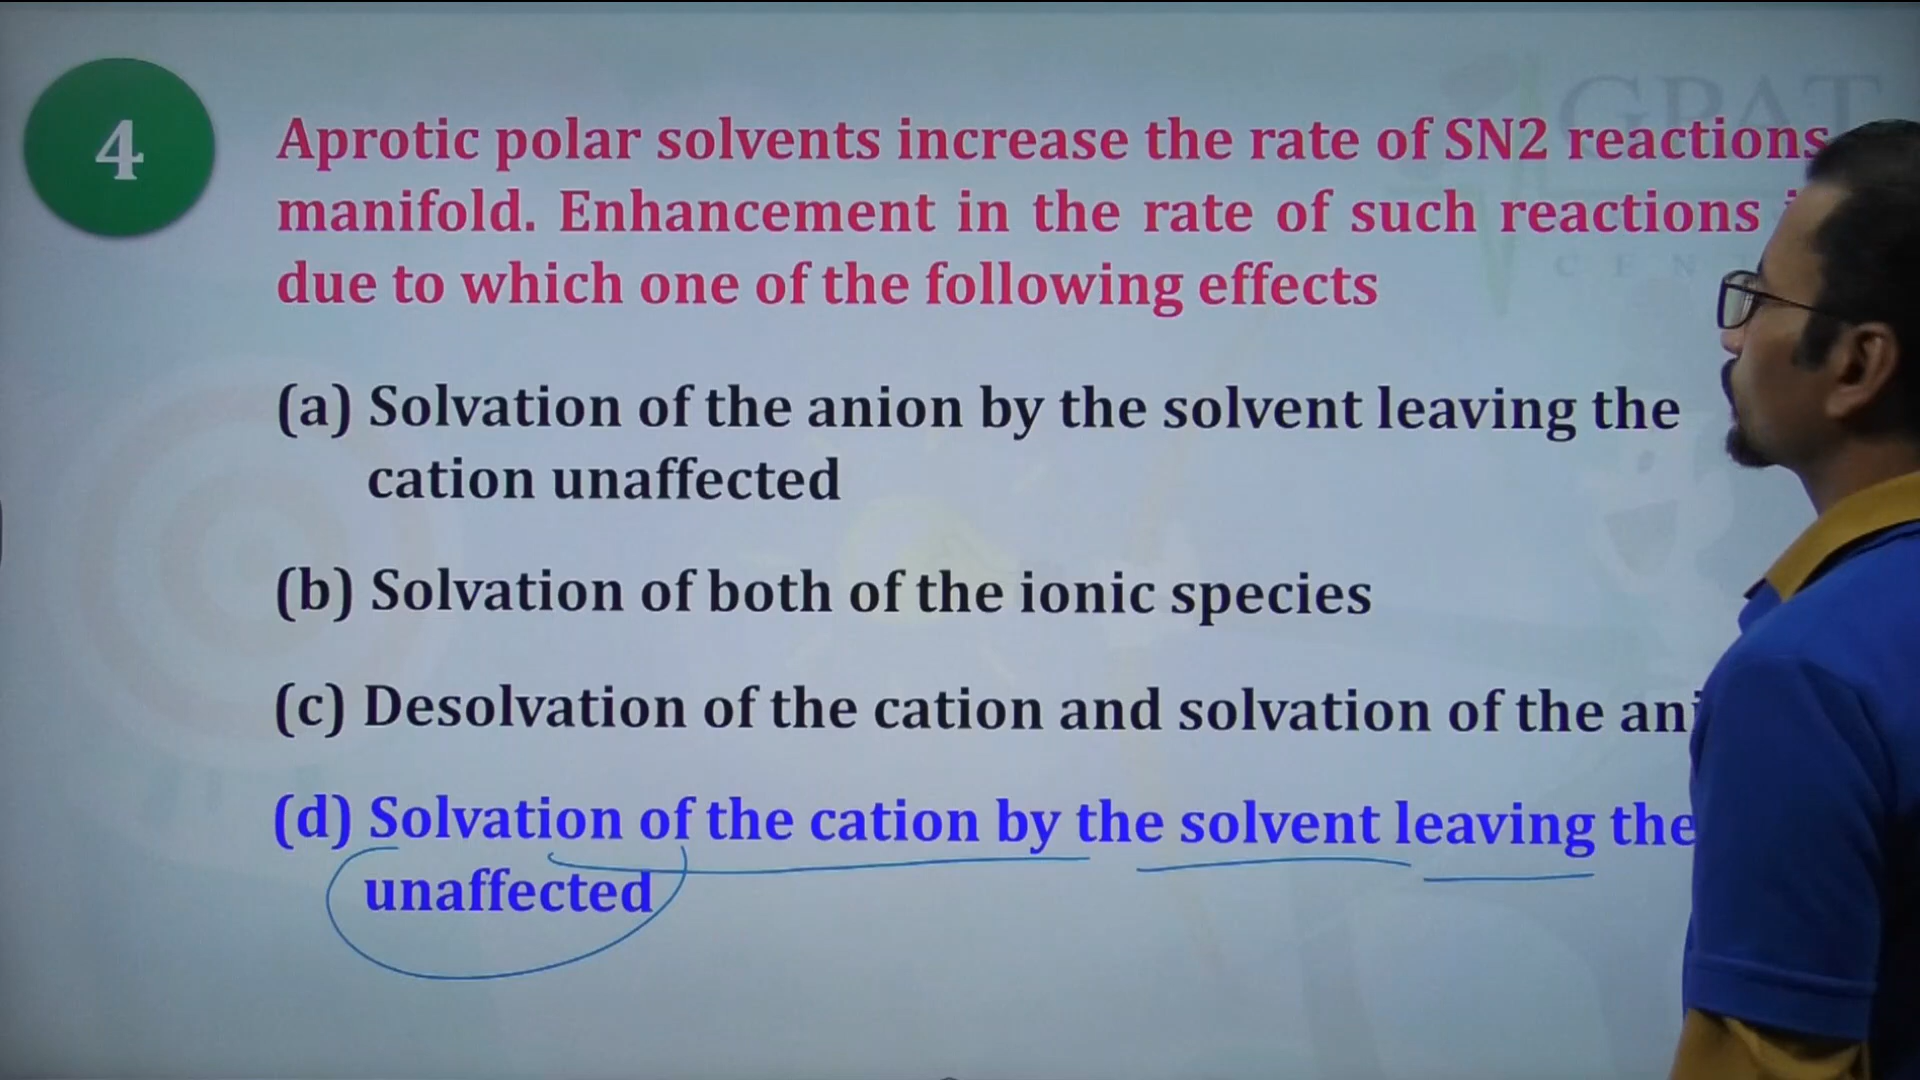 4
GPAT
Aprotic polar solvents increase the rate of SN2 reactions
manifold. Enhancement in the rate of such reactions
due to which one of the following effects
(a) Solvation of the anion by the solvent leaving the
cation unaffected
(b) Solvation of both of the ionic species
(c) Desolvation of the cation and solvation of the
(d) Solvation of the cation by the solvent leaving the
unaffected